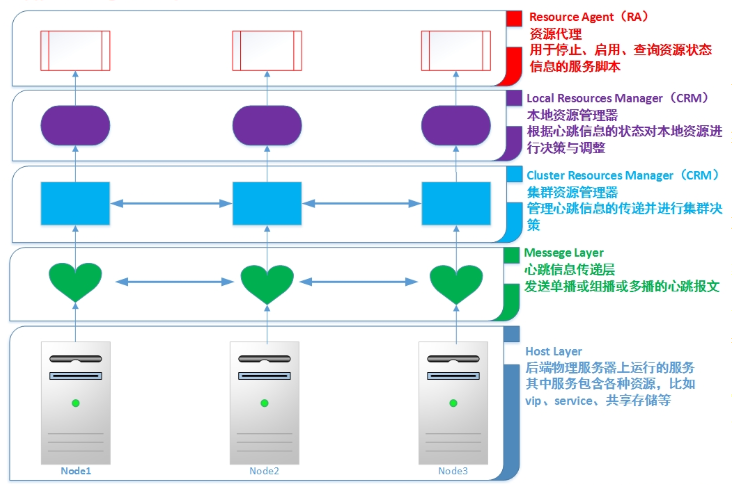 Resource Agent（RA）
资源代理
用于停止、启用、查询资源状态
信息的服务脚本
Local Resources Manager（CRM）
本地资源管理器
根据心跳信息的状态对本地资源进
行决策与调整
Cluster Resources Manager（CRM）
集群资源管理器
管理心跳信息的传递并进行集群决
策
Messege Layer
心跳信息传递层
发送单播或组播或多播的心跳报文
Host Layer
后端物理服务器上运行的服务
其中服务包含各种资源，比如
vip、service、共享存储等
Node1
Node2
Node3